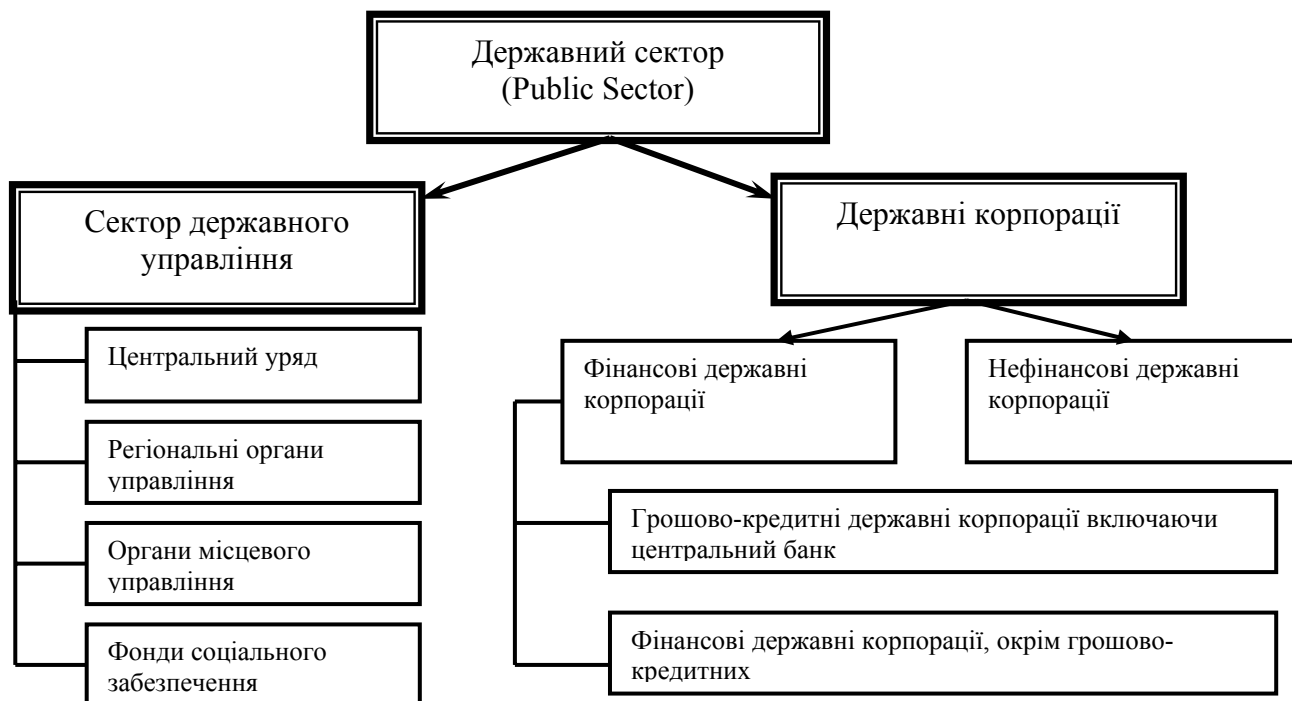 Державний сектор
(Public Sector)
Сектор державного
управління
Державні корпорації
Центральний уряд
Регіональні органи
управління
Органи місцевого
управління
Фонди соціального
забезпечення
Фінансові державні
корпорації
Нефінансові державні
корпорації
Грошово-кредитні державні корпорації включаючи
центральний банк
Фінансові державні корпорації, окрім грошово-
кредитних